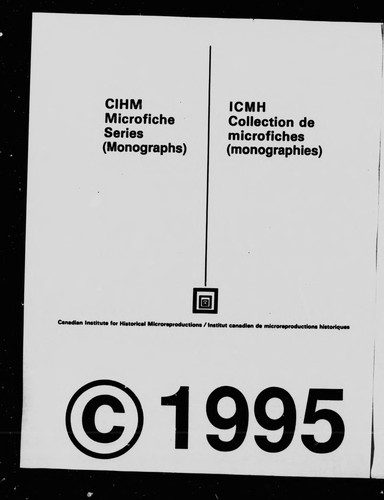 CIHM
Microfiche
Series
(Monographs)
ICMH
Collection de
microfiches
(monographies)
Canadian Institute for Historical Microreproductions / Institut canadien de microreproductions historiques
© 1995